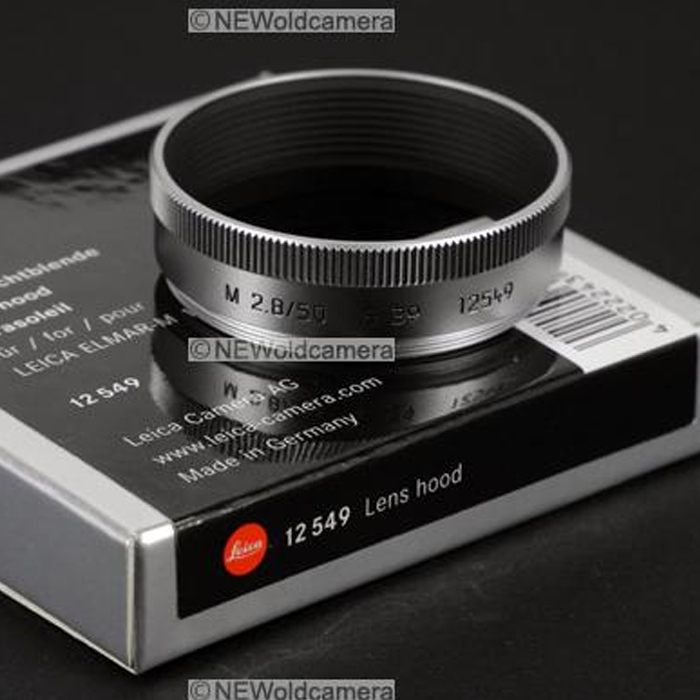 ©NEWoldcamera
M 2.8/50 E 39 12549
©NEWoldcamera
für / for / pour
LEICA ELMAR-M
12 549
Leica Camera AG
www.leica-camera.com
Made in Germany
Leica 12 549 Lens hood
©NEWoldcamera